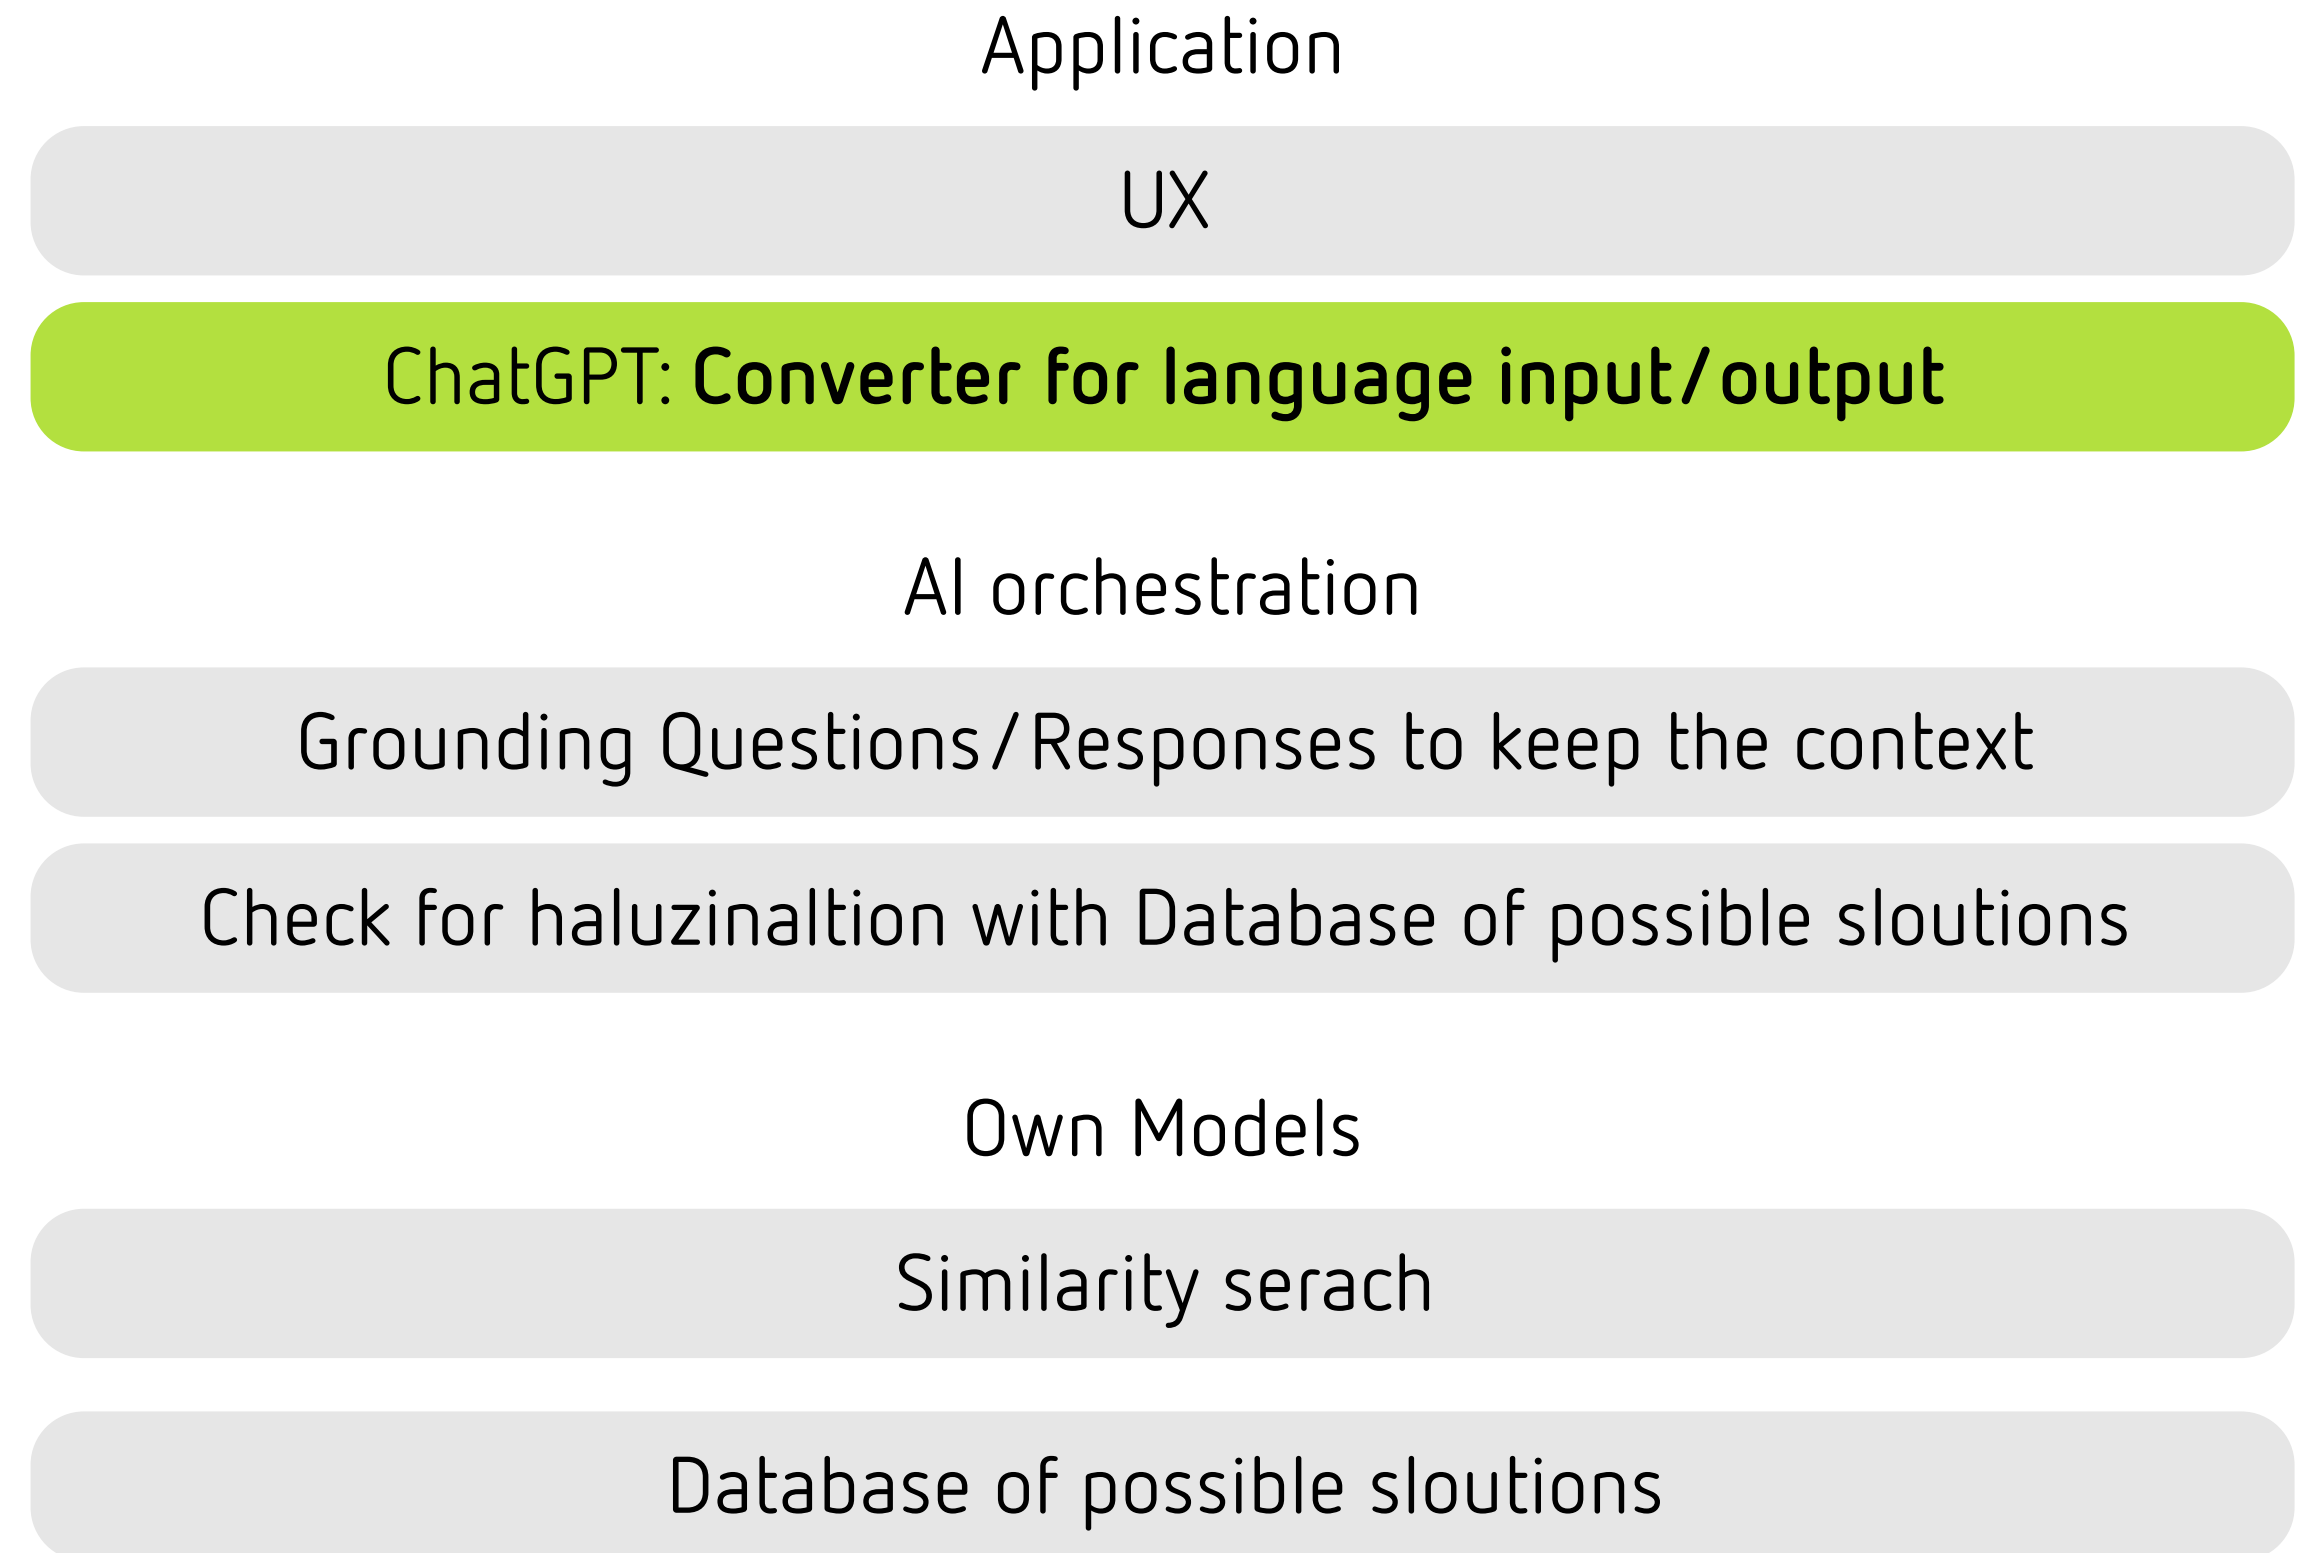 Application
UX
ChatGPT: Converter for language input/output
AI orchestration
Grounding Questions/Responses to keep the context
Check for haluzinaltion with Database of possible sloutions
Own Models
Similarity serach
Database of possible sloutions